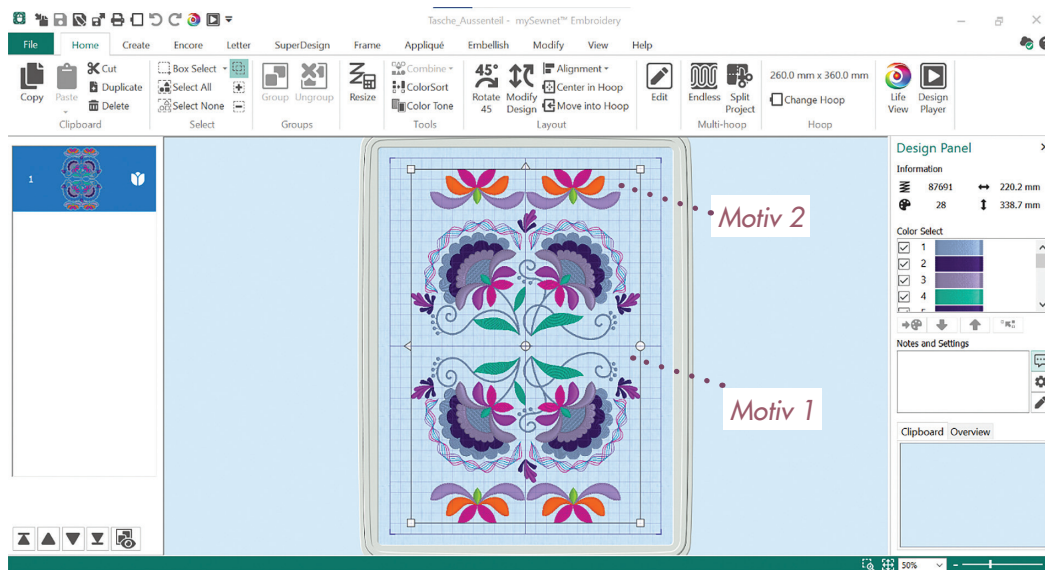 Tasche_Aussenteil - mySewnet™ Embroidery
File Home Create Encore Letter SuperDesign Frame Appliqué Embellish Modify View Help
Copy
Paste
Cut
Duplicate
Delete
Clipboard
Box Select
Select All
Select None
Select
Group Ungroup
Groups
Resize
Combine
ColorSort
Color Tone
Tools
45°
Rotate
45
Modify
Design
Alignment
Center in Hoop
Move into Hoop
Layout
Edit
Endless
Split
Project
Multi-hoop
260.0 mm x 360.0 mm
Change Hoop
Hoop
Life
View
Design
Player
1
Motiv 2
Motiv 1
Design Panel
Information
87691 220.2 mm
28 338.7 mm
Color Select
1
2
3
4
Notes and Settings
Clipboard Overview
50%